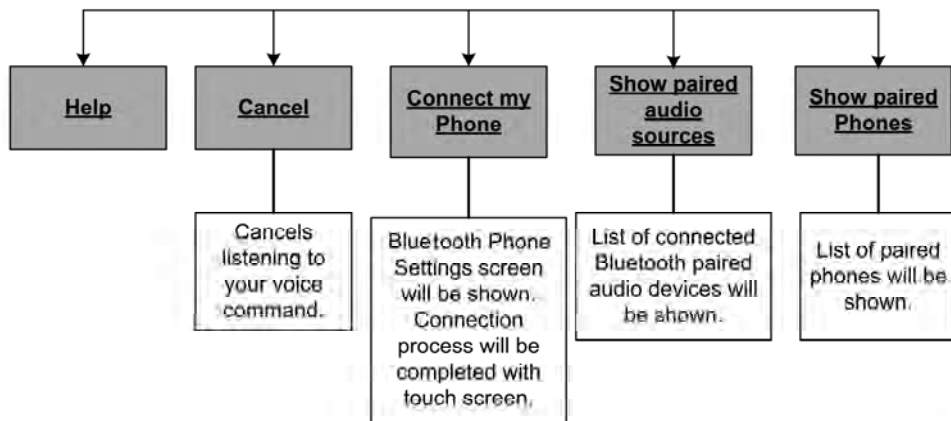 Help
Cancel
Connect my
Phone
Show paired
audio
sources
Show paired
Phones
Cancels
listening to
your voice
command.
Bluetooth Phone
Settings screen
will be shown.
Connection
process will be
completed with
touch screen.
List of connected
Bluetooth paired
audio devices will
be shown.
List of paired
phones will be
shown.